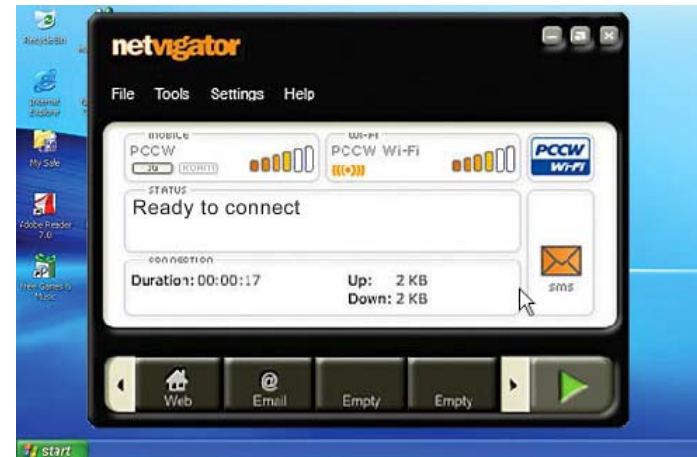 Recycle Bin
netvigator
Internet
Explorer
File Tools Settings Help
My Safe
MOBILE
PCCW
3G
WI-FI
PCCW Wi-Fi
PCCW
Wi-Fi
STATUS
Ready to connect
Adobe Reader
7.0
CONNECTION
Duration: 00:00:17
Up: 2 KB
Down: 2 KB
sms
Free Games &
Music
Web
@
Email
Empty
Empty
start